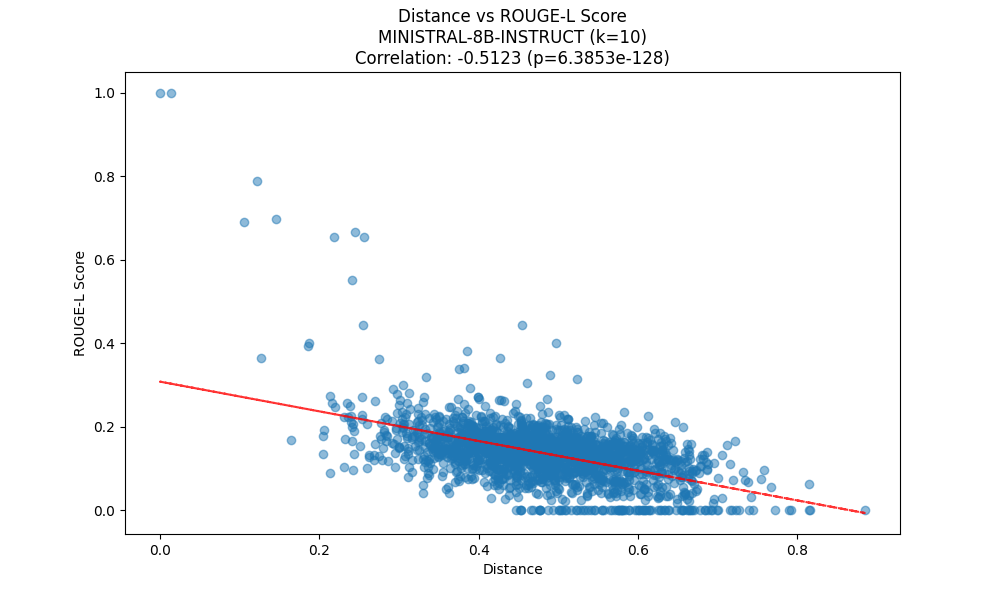 Distance vs ROUGE-L Score
MINISTRAL-8B-INSTRUCT (k=10)
Correlation: -0.5123 (p=6.3853e-128)
ROUGE-L Score
1.0
0.8
0.6
0.4
0.2
0.0
0.0
0.2
0.4
0.6
0.8
Distance